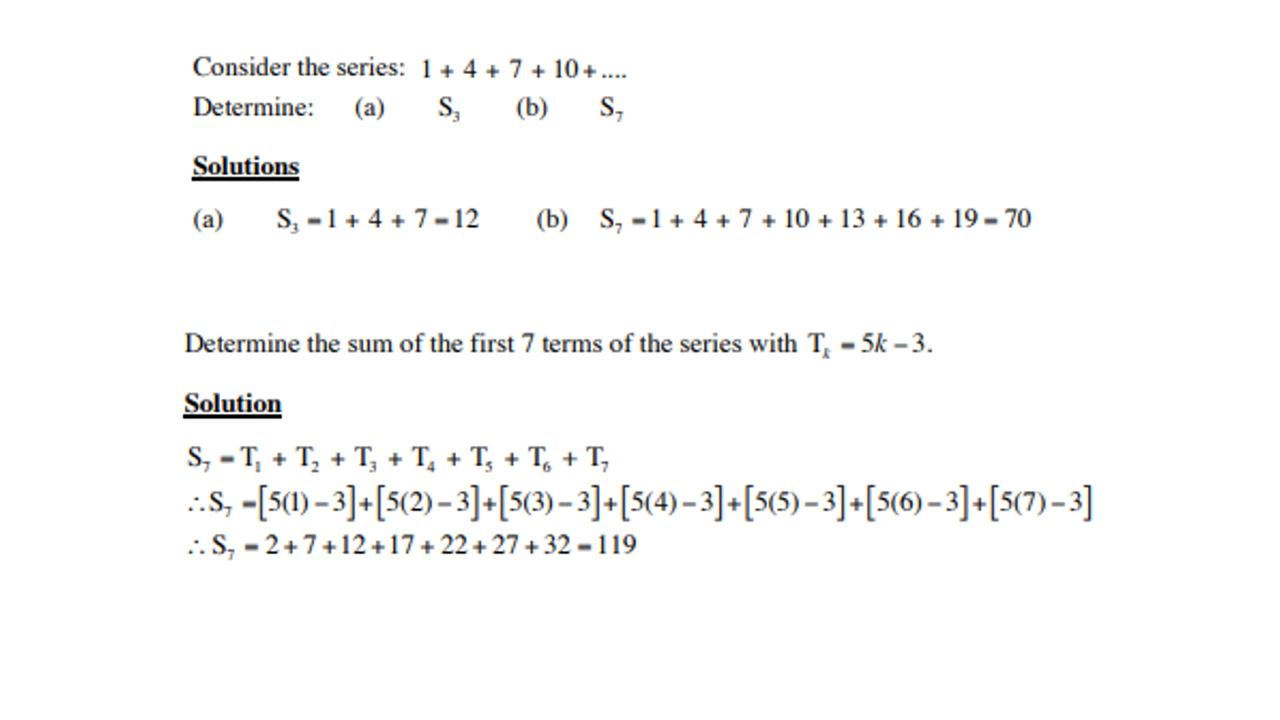 Consider the series: 1 + 4 + 7 + 10 + ....
Determine: (a) S₃ (b) S₇
Solutions
(a) S₃ = 1 + 4 + 7 = 12 (b) S₇ = 1 + 4 + 7 + 10 + 13 + 16 + 19 = 70
Determine the sum of the first 7 terms of the series with Tₖ = 5k − 3.
Solution
S₇ = T₁ + T₂ + T₃ + T₄ + T₅ + T₆ + T₇
∴ S₇ = [5(1) − 3] + [5(2) − 3] + [5(3) − 3] + [5(4) − 3] + [5(5) − 3] + [5(6) − 3] + [5(7) − 3]
∴ S₇ = 2 + 7 + 12 + 17 + 22 + 27 + 32 = 119